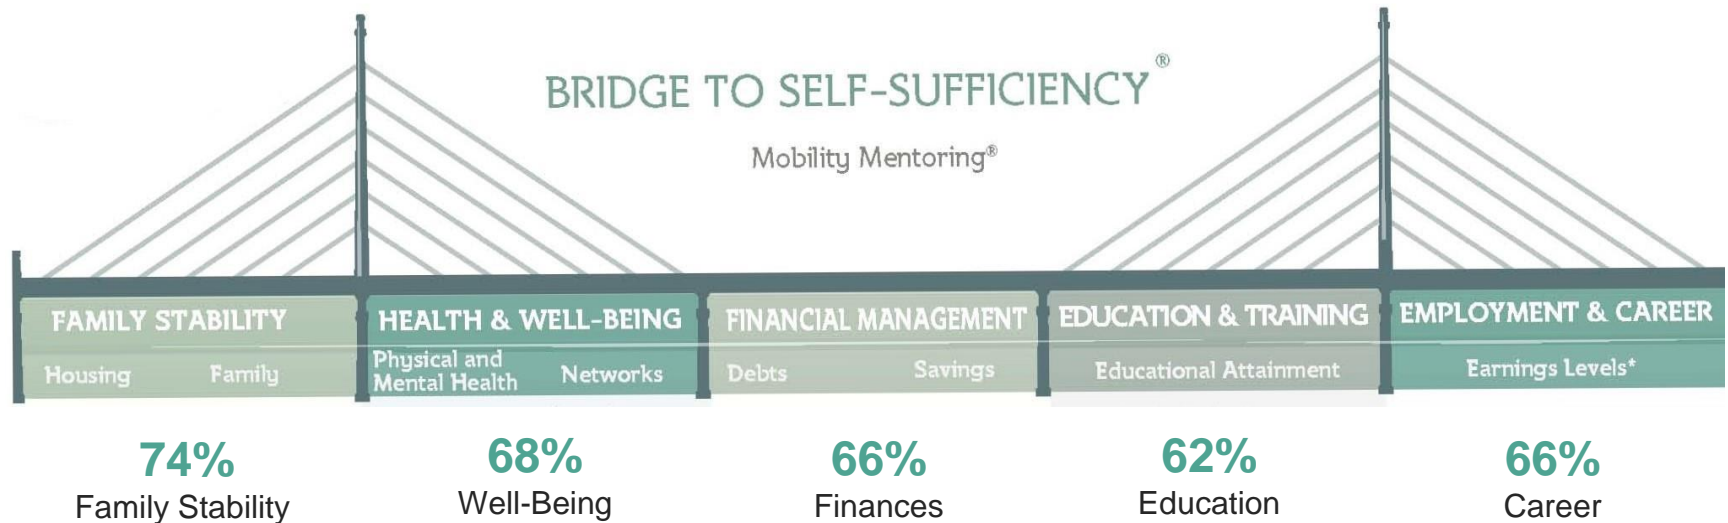 BRIDGE TO SELF-SUFFICIENCY®
Mobility Mentoring®
FAMILY STABILITY
Housing Family
HEALTH & WELL-BEING
Physical and
Mental Health Networks
FINANCIAL MANAGEMENT
Debts Savings
EDUCATION & TRAINING
Educational Attainment
EMPLOYMENT & CAREER
Earnings Levels*
74%
Family Stability
68%
Well-Being
66%
Finances
62%
Education
66%
Career